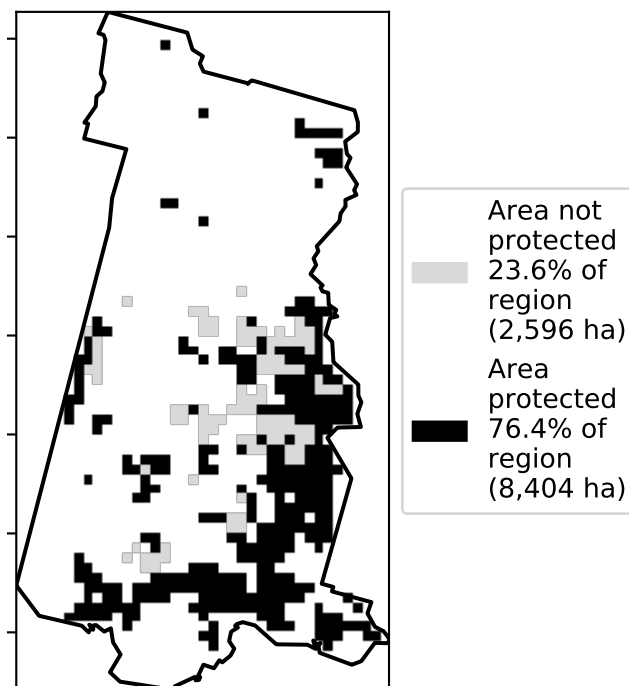 Area not
protected
23.6% of
region
(2,596 ha)
Area
protected
76.4% of
region
(8,404 ha)